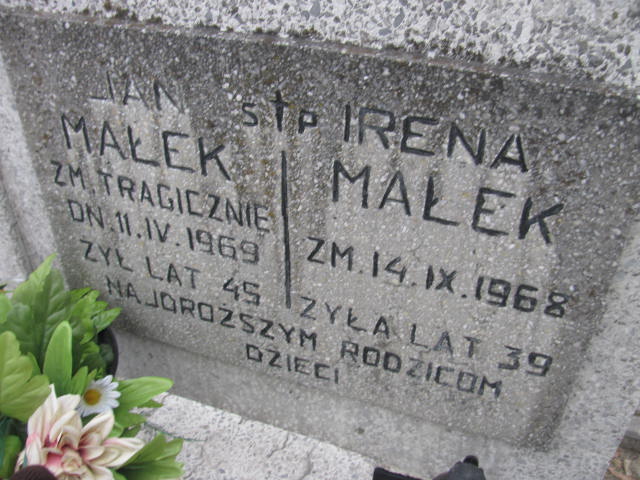 ś†p
JAN
MAŁEK
ZM. TRAGICZNIE
DN. 11.IV.1969
ŻYŁ LAT 45
IRENA
MAŁEK
ZM. 14.IX.1968
ŻYŁA LAT 39
NAJDROŻSZYM RODZICOM
DZIECI